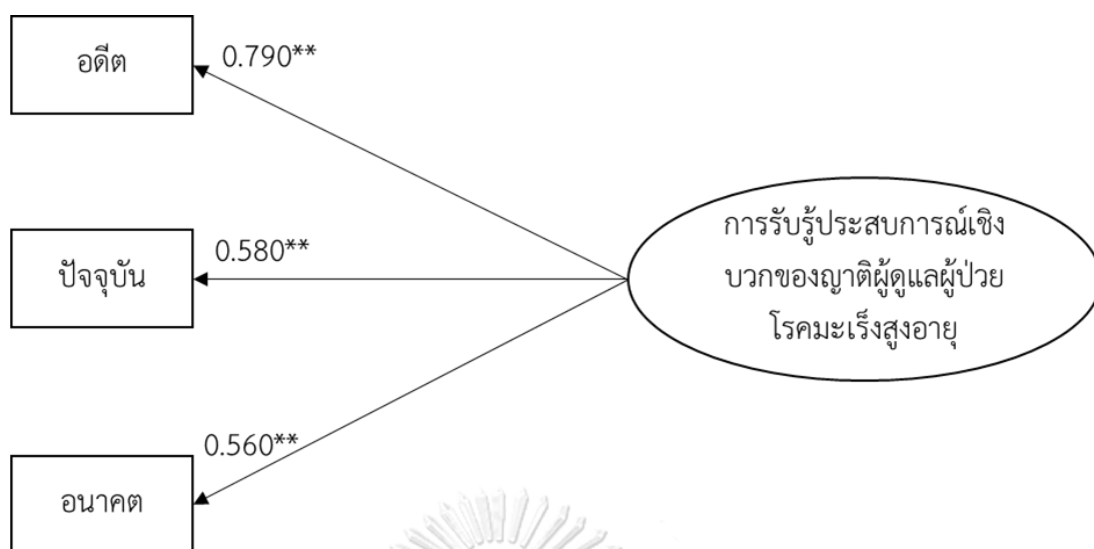 อดีต
0.790**
ปัจจุบัน
0.580**
อนาคต
0.560**
การรับรู้ประสบการณ์เชิง
บวกของญาติผู้ดูแลผู้ป่วย
โรคมะเร็งสูงอายุ